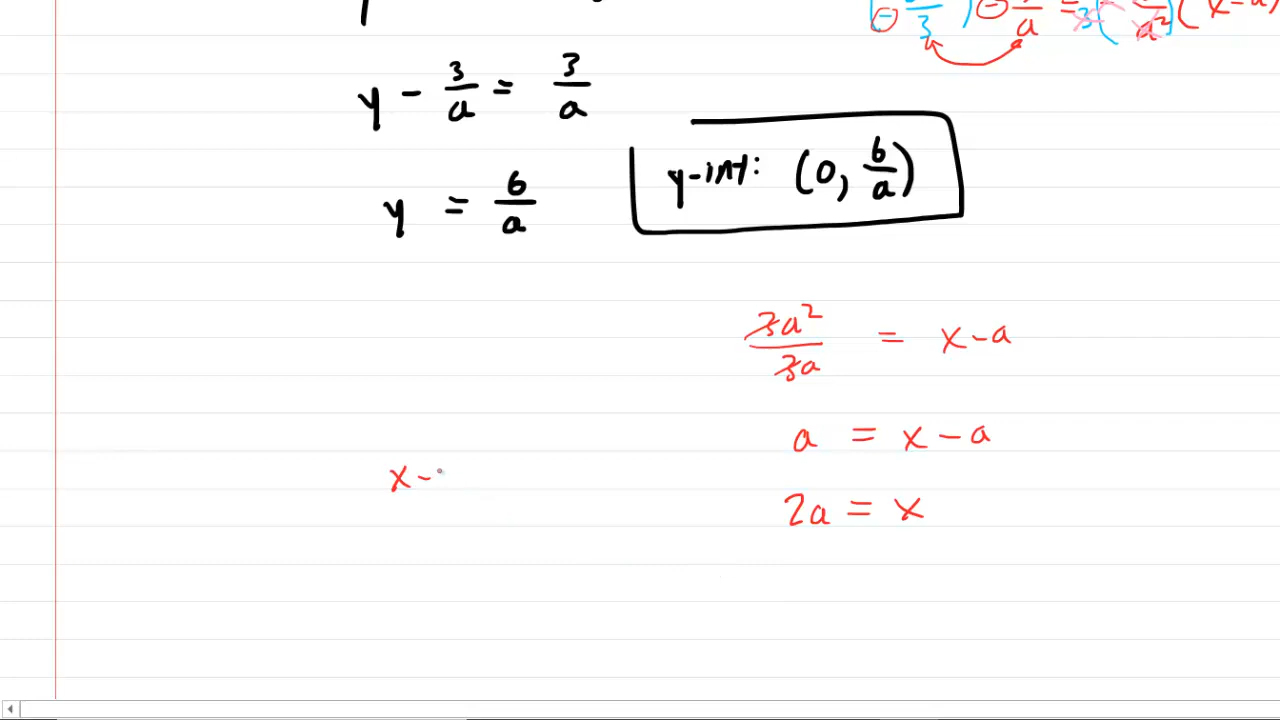 y - 3/a = 3/a
y = 6/a
y-int: (0, 6/a)
3a²/3a = x - a
a = x - a
2a = x
x -